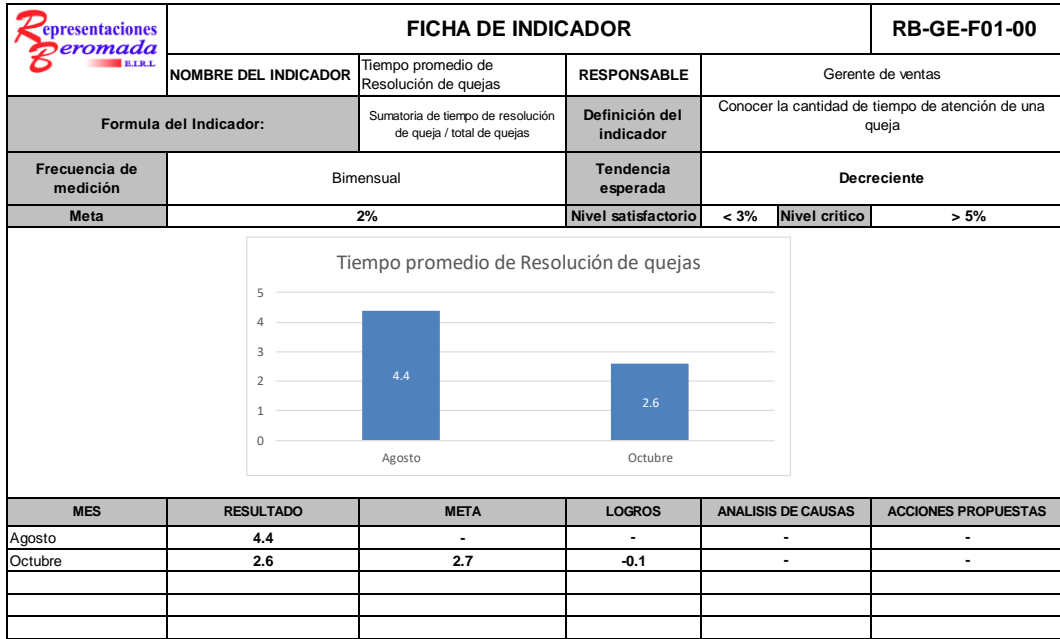 Representaciones
Beromada
E.I.R.L
FICHA DE INDICADOR
RB-GE-F01-00
NOMBRE DEL INDICADOR
Tiempo promedio de
Resolución de quejas
RESPONSABLE
Gerente de ventas
Formula del Indicador:
Sumatoria de tiempo de resolución
de queja / total de quejas
Definición del
indicador
Conocer la cantidad de tiempo de atención de una
queja
Frecuencia de
medición
Bimensual
Tendencia
esperada
Decreciente
Meta
2%
Nivel satisfactorio
< 3%
Nivel critico
> 5%
Tiempo promedio de Resolución de quejas
5
4
3
2
1
0
4.4
2.6
Agosto
Octubre
MES RESULTADO META LOGROS ANALISIS DE CAUSAS ACCIONES PROPUESTAS
Agosto 4.4 - - - -
Octubre 2.6 2.7 -0.1 - -